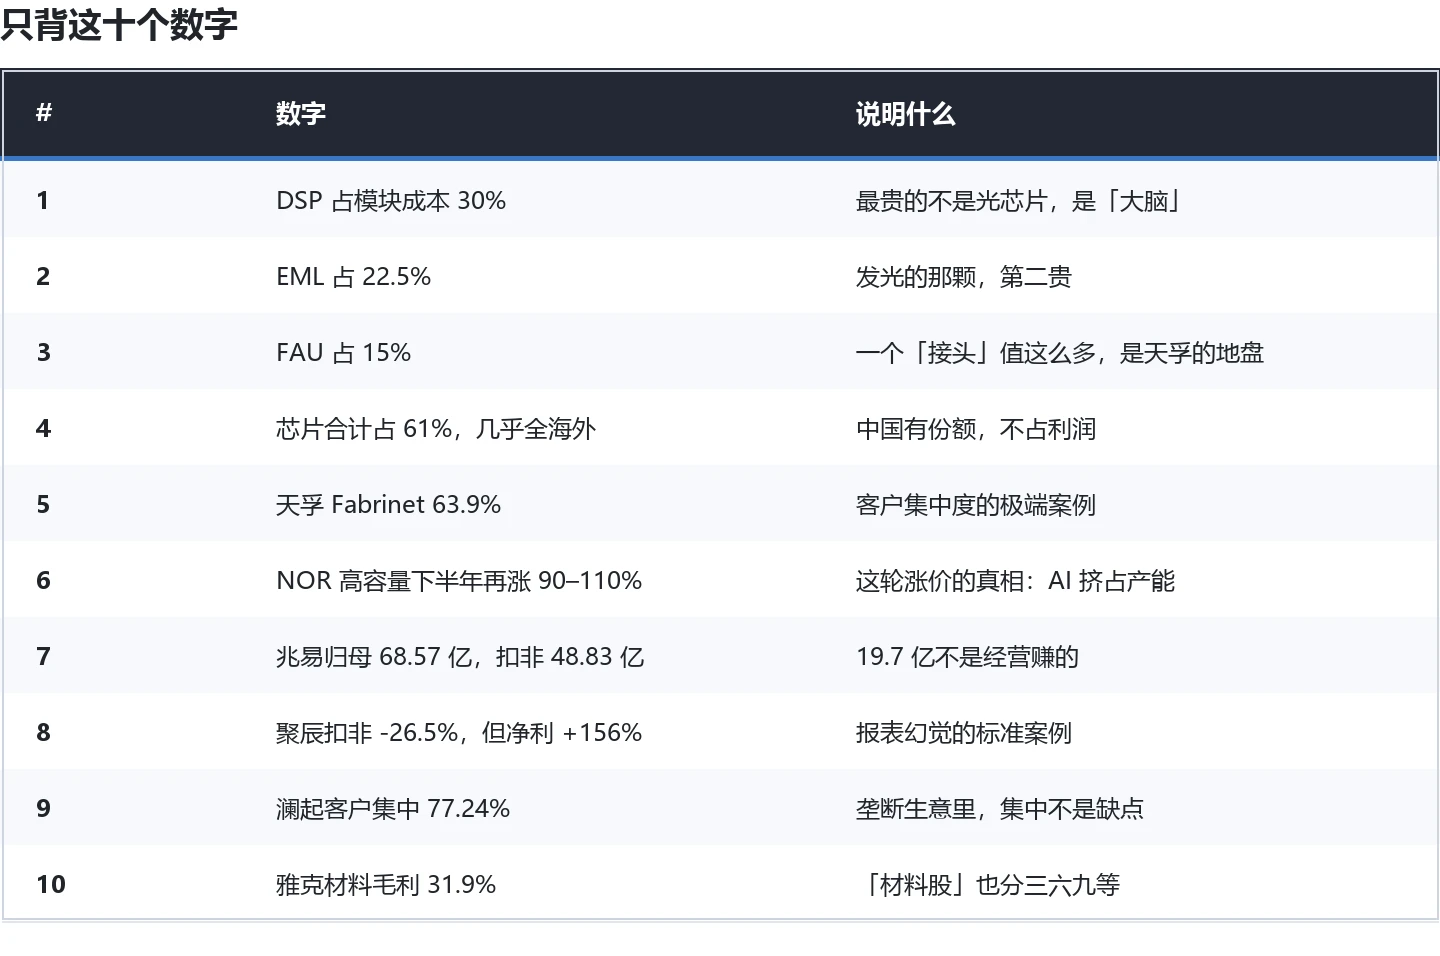 只背这十个数字
# 数字 说明什么
1 DSP 占模块成本 30% 最贵的不是光芯片，是「大脑」
2 EML 占 22.5% 发光的那颗，第二贵
3 FAU 占 15% 一个「接头」值这么多，是天孚的地盘
4 芯片合计占 61%，几乎全海外 中国有份额，不占利润
5 天孚 Fabrinet 63.9% 客户集中度的极端案例
6 NOR 高容量下半年再涨 90–110% 这轮涨价的真相：AI 挤占产能
7 兆易归母 68.57 亿，扣非 48.83 亿 19.7 亿不是经营赚的
8 聚辰扣非 -26.5%，但净利 +156% 报表幻觉的标准案例
9 澜起客户集中 77.24% 垄断生意里，集中不是缺点
10 雅克材料毛利 31.9% 「材料股」也分三六九等